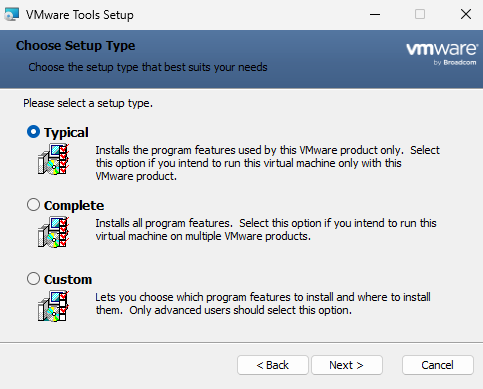 VMware Tools Setup
Choose Setup Type
Choose the setup type that best suits your needs
vmware
by Broadcom
Please select a setup type.
Typical
Installs the program features used by this VMware product only.  Select
this option if you intend to run this virtual machine only with this
VMware product.
Complete
Installs all program features.  Select this option if you intend to run this
virtual machine on multiple VMware products.
Custom
Lets you choose which program features to install and where to install
them.  Only advanced users should select this option.
< Back
Next >
Cancel